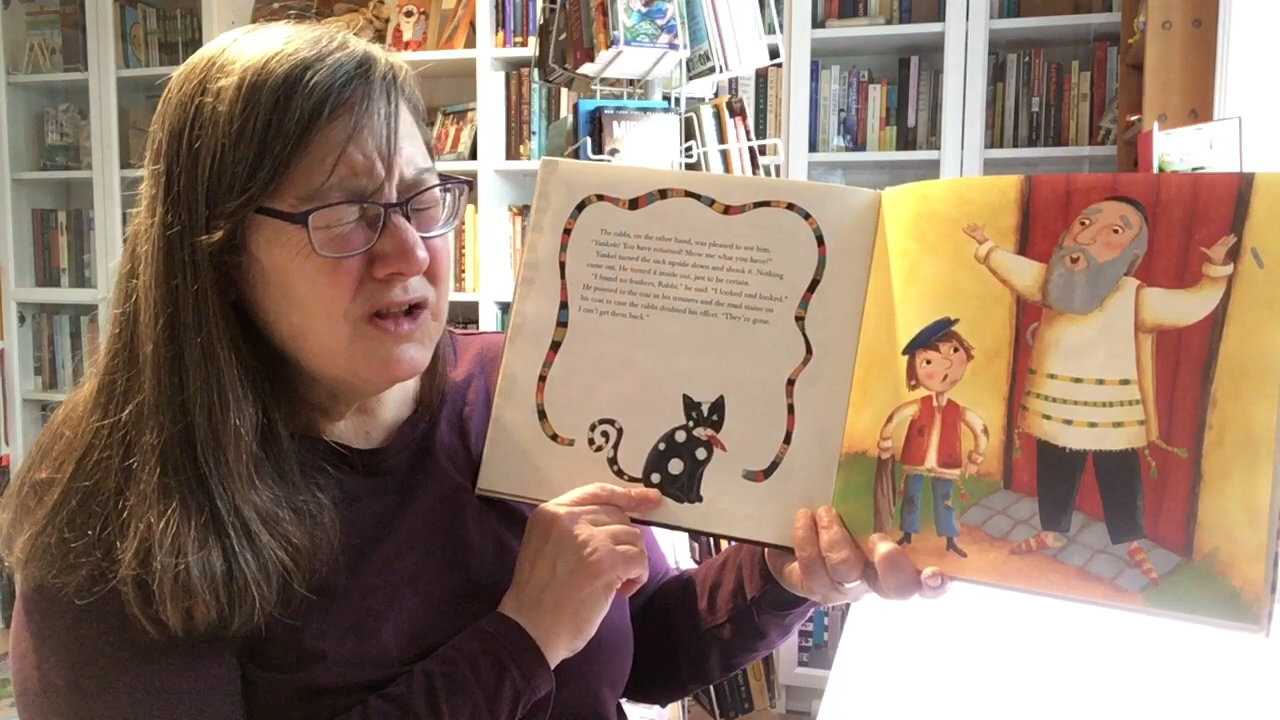 The rabbi, on the other hand, was pleased to see him.
"Yankele! You have returned! Show me what you have!"
Yankel turned the sack upside down and shook it. Nothing
came out. He turned it inside out, just to be certain.
"I found no feathers, Rabbi," he said. "I looked and looked."
He pointed to the tear in his trousers and the mud stains on
his coat in case the rabbi doubted his effort. "They're gone.
I can't get them back."